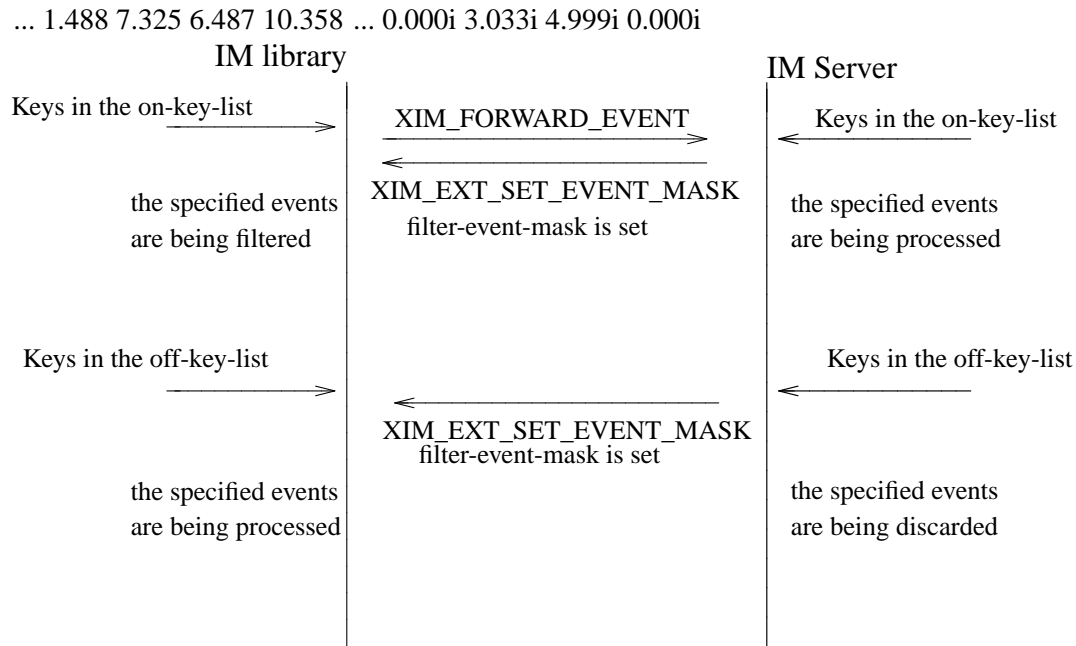 ... 1.488 7.325 6.487 10.358 ... 0.000i 3.033i 4.999i 0.000i
IM library
IM Server
Keys in the on-key-list
XIM_FORWARD_EVENT
Keys in the on-key-list
XIM_EXT_SET_EVENT_MASK
filter-event-mask is set
the specified events
are being filtered
the specified events
are being processed
Keys in the off-key-list
Keys in the off-key-list
XIM_EXT_SET_EVENT_MASK
filter-event-mask is set
the specified events
are being processed
the specified events
are being discarded